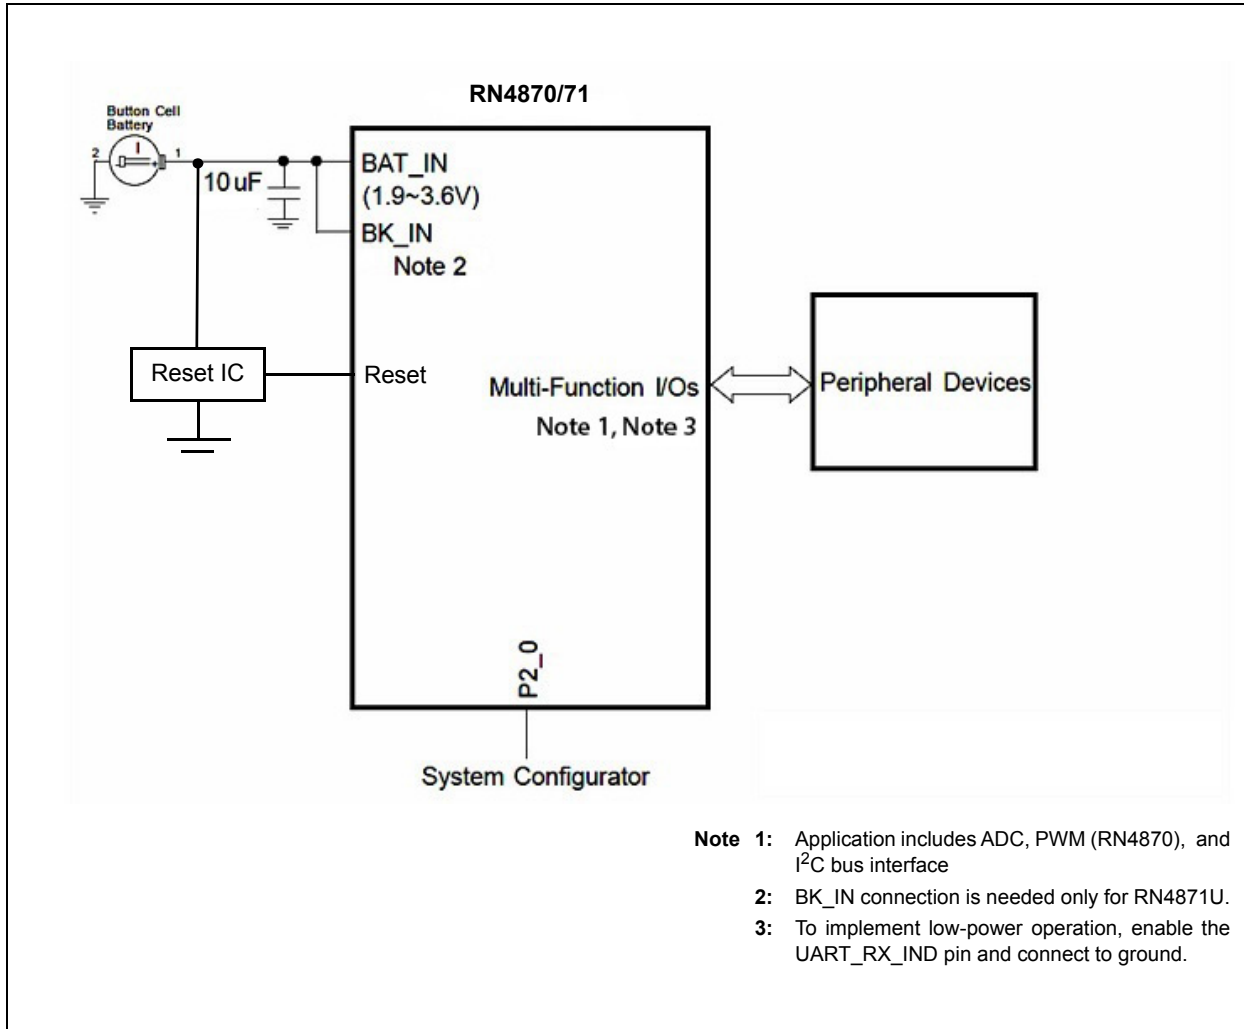 RN4870/71
Button Cell
Battery
2
1
10 uF
BAT_IN
(1.9~3.6V)
BK_IN
Note 2
Reset IC
Reset
Multi-Function I/Os
Note 1, Note 3
Peripheral Devices
P2_0
System Configurator
Note 1: Application includes ADC, PWM (RN4870), and
I2C bus interface
2: BK_IN connection is needed only for RN4871U.
3: To implement low-power operation, enable the
UART_RX_IND pin and connect to ground.